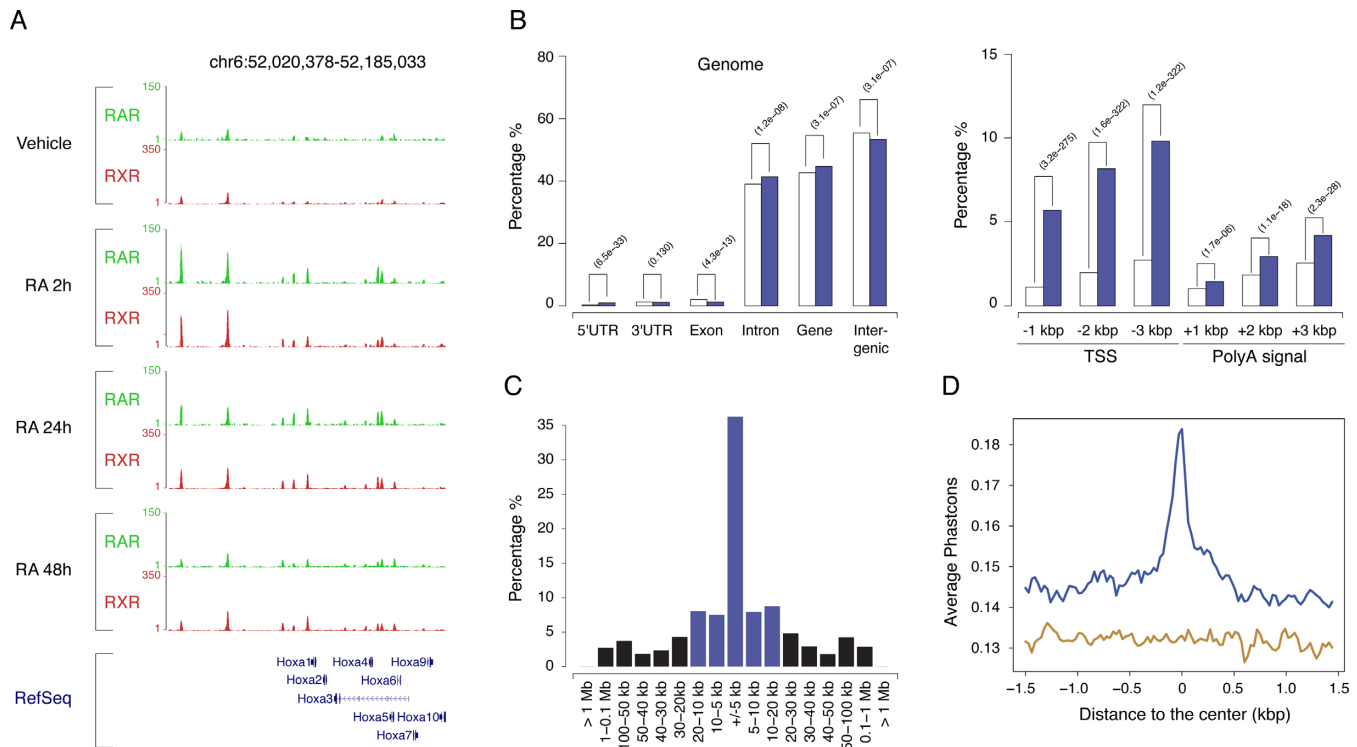 A
chr6:52,020,378-52,185,033
Vehicle
RAR
150
1
RXR
350
1
RA 2h
RAR
150
1
RXR
350
1
RA 24h
RAR
150
1
RXR
350
1
RA 48h
RAR
150
1
RXR
350
1
RefSeq
Hoxa1 Hoxa4 Hoxa9
Hoxa2 Hoxa6
Hoxa3
Hoxa5 Hoxa10
Hoxa7
B
Genome
Percentage %
80
60
40
20
0
(6.5e−33)
(0.130)
(4.3e−13)
(1.2e−08)
(3.1e−07)
(3.1e−07)
5'UTR 3'UTR Exon Intron Gene Inter-
genic
Percentage %
15
10
5
0
(3.2e−275)
(1.6e−322)
(1.2e−322)
(1.7e−06)
(1.1e−18)
(2.3e−28)
-1 kbp -2 kbp -3 kbp +1 kbp +2 kbp +3 kbp
TSS PolyA signal
C
Percentage %
35
30
25
20
15
10
5
0
> 1 Mb
1−0.1 Mb
100−50 kb
50−40 kb
40−30 kb
30−20kb
20−10 kb
10−5 kb
+/-5 kb
5−10 kb
10−20 kb
20−30 kb
30−40 kb
40−50 kb
50−100 kb
0.1−1 Mb
> 1 Mb
D
Average Phastcons
0.18
0.17
0.16
0.15
0.14
0.13
−1.5 −1.0 −0.5 0 0.5 1.0 1.5
Distance to the center (kbp)